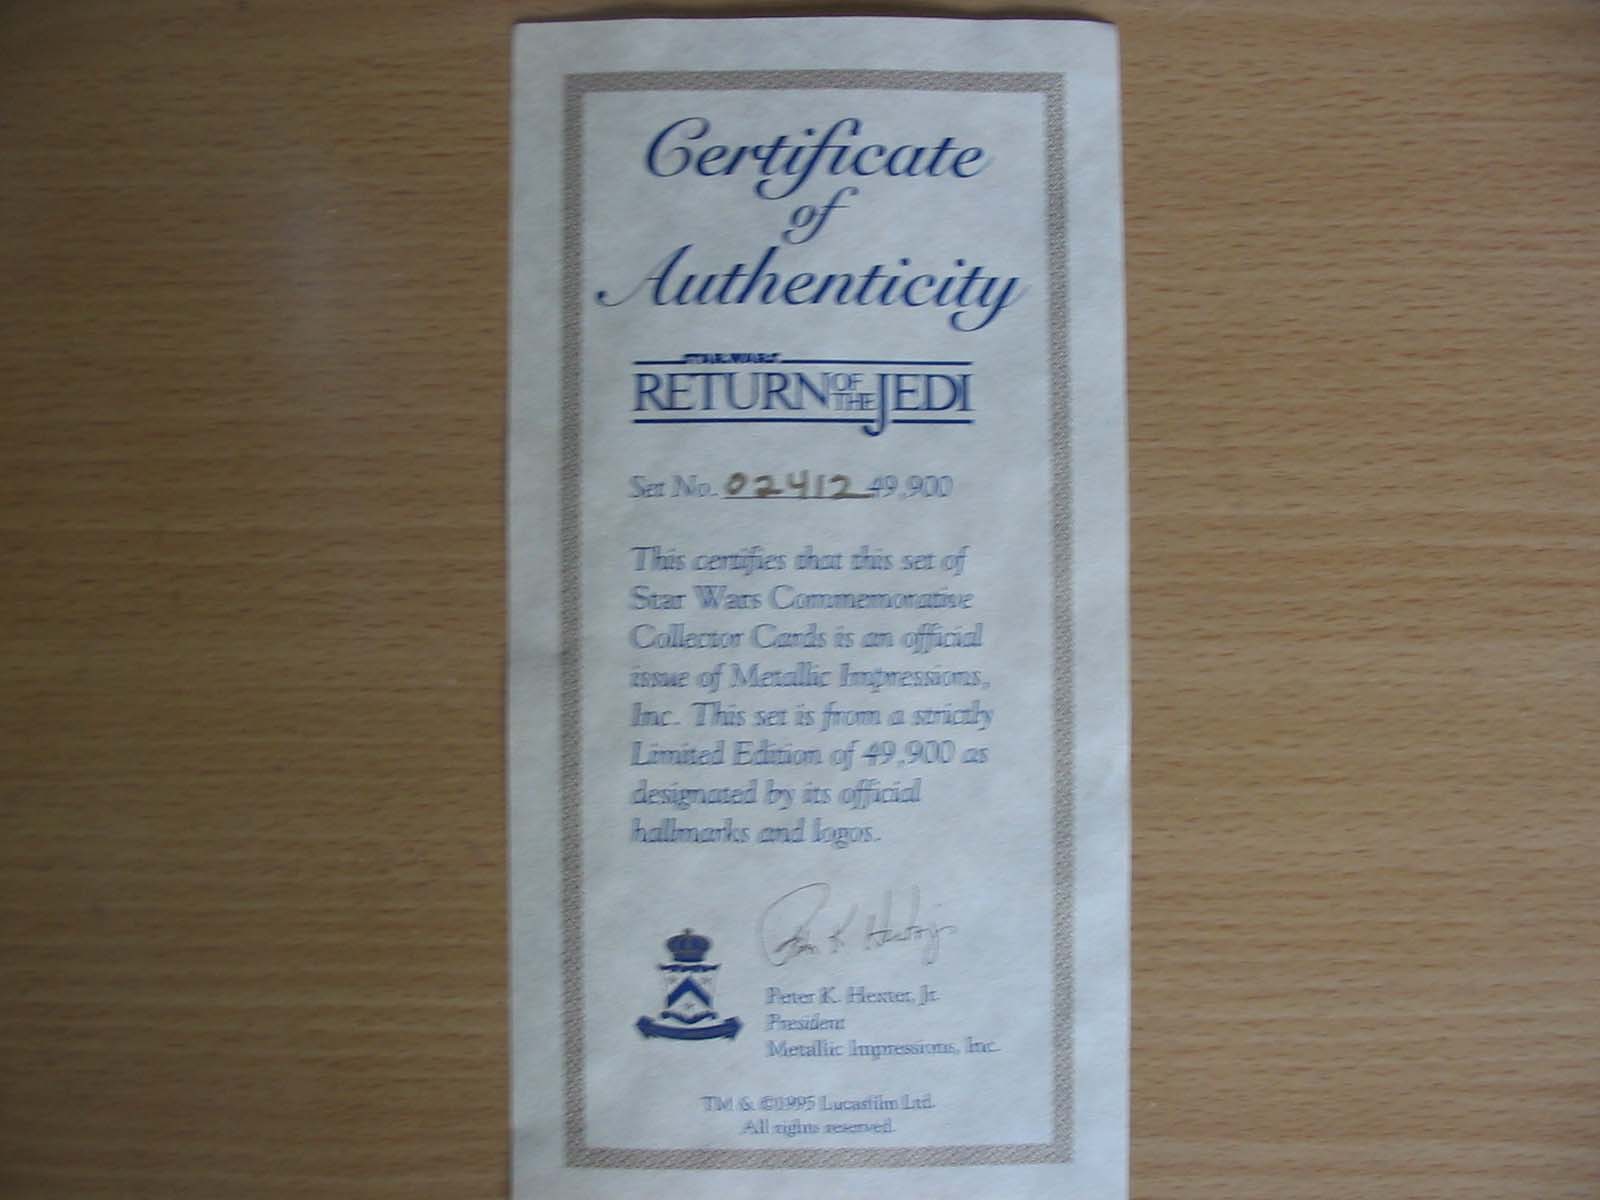 Certificate
of
Authenticity
STAR WARS
RETURN OF THE JEDI
Set No. 02412 49,900
This certifies that this set of
Star Wars Commemorative
Collector Cards is an official
issue of Metallic Impressions,
Inc. This set is from a strictly
Limited Edition of 49,900 as
designated by its official
hallmarks and logos.
Peter K. Hexter, Jr.
President
Metallic Impressions, Inc.
TM & ©1995 Lucasfilm Ltd.
All rights reserved.